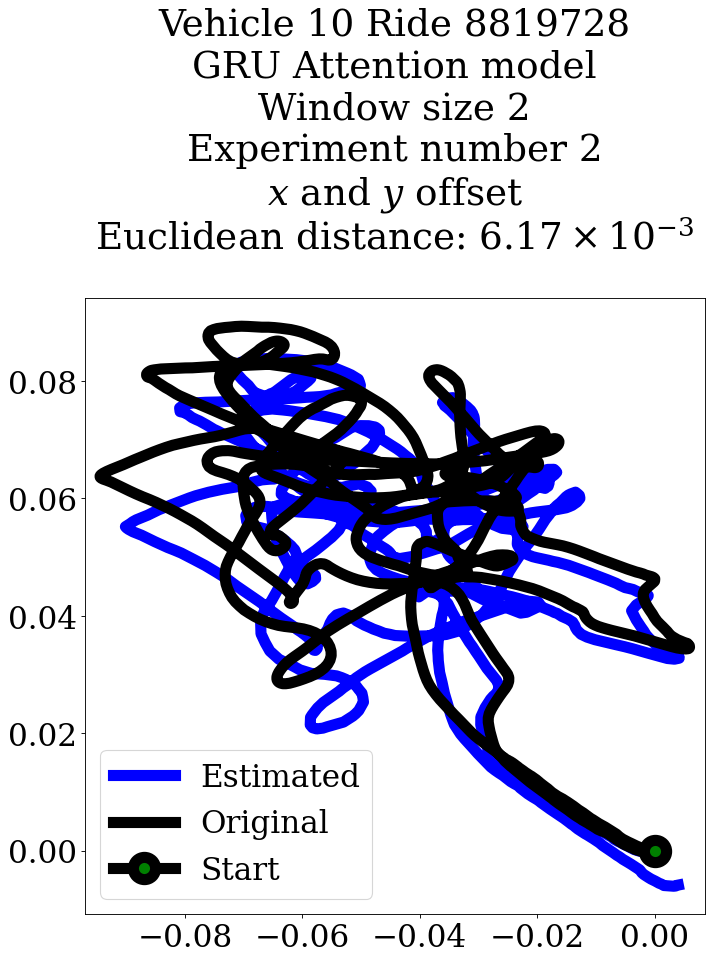 Vehicle 10 Ride 8819728
GRU Attention model
Window size 2
Experiment number 2
x and y offset
Euclidean distance: 6.17 × 10⁻³
0.08
0.06
0.04
0.02
0.00
Estimated
Original
Start
−0.08 −0.06 −0.04 −0.02 0.00